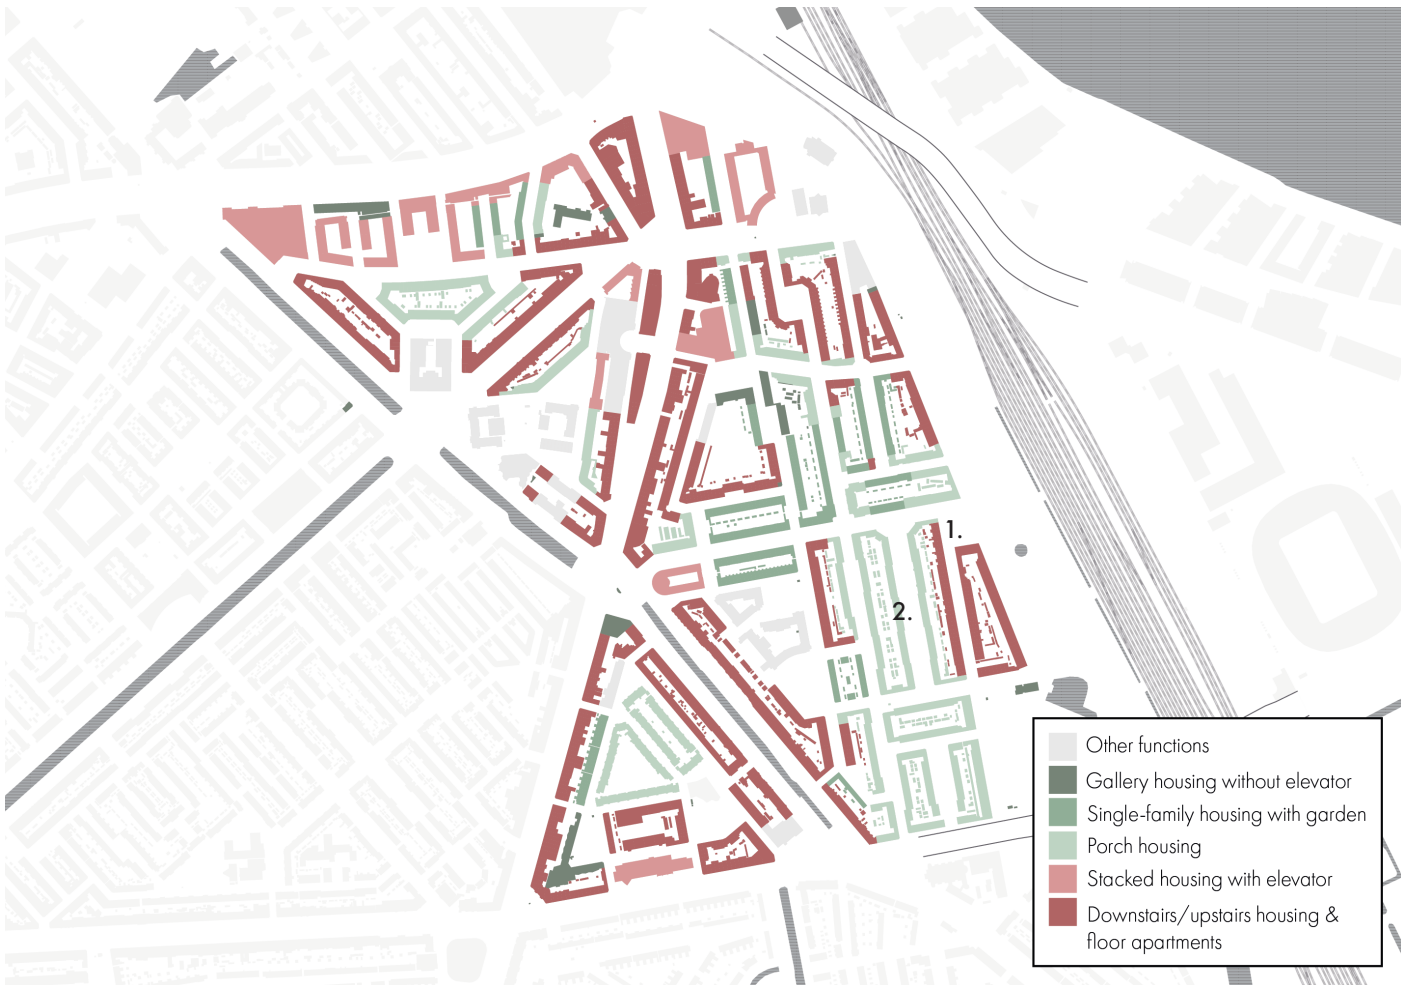 1.
2.
Other functions
Gallery housing without elevator
Single-family housing with garden
Porch housing
Stacked housing with elevator
Downstairs/upstairs housing &
floor apartments